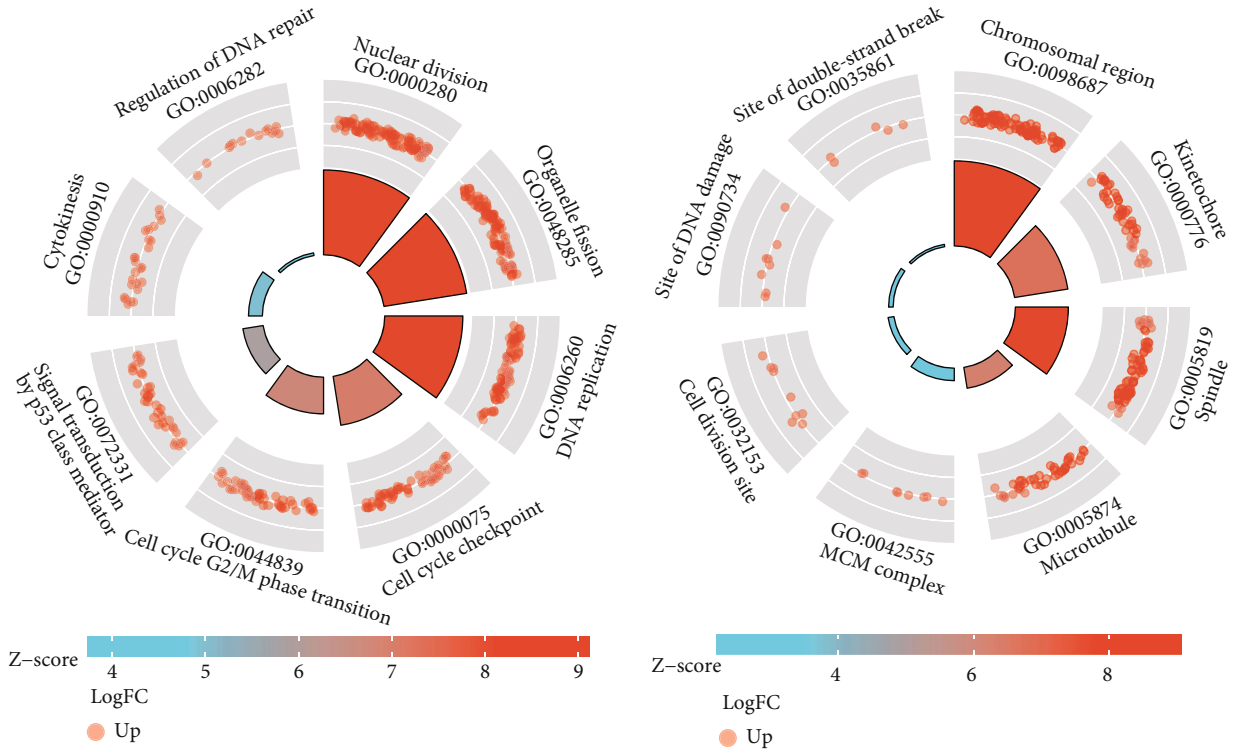 Nuclear division
GO:0000280
Organelle fission
GO:0048285
GO:0006260
DNA replication
GO:0000075
Cell cycle checkpoint
GO:0044839
Cell cycle G2/M phase transition
GO:0072331
Signal transduction
by p53 class mediator
Cytokinesis
GO:0000910
Regulation of DNA repair
GO:0006282
Z−score
4 5 6 7 8 9
LogFC
Up
Chromosomal region
GO:0098687
Kinetochore
GO:0000776
GO:0005819
Spindle
GO:0005874
Microtubule
GO:0042555
MCM complex
GO:0032153
Cell division site
Site of DNA damage
GO:0090734
Site of double-strand break
GO:0035861
Z−score
4 6 8
LogFC
Up